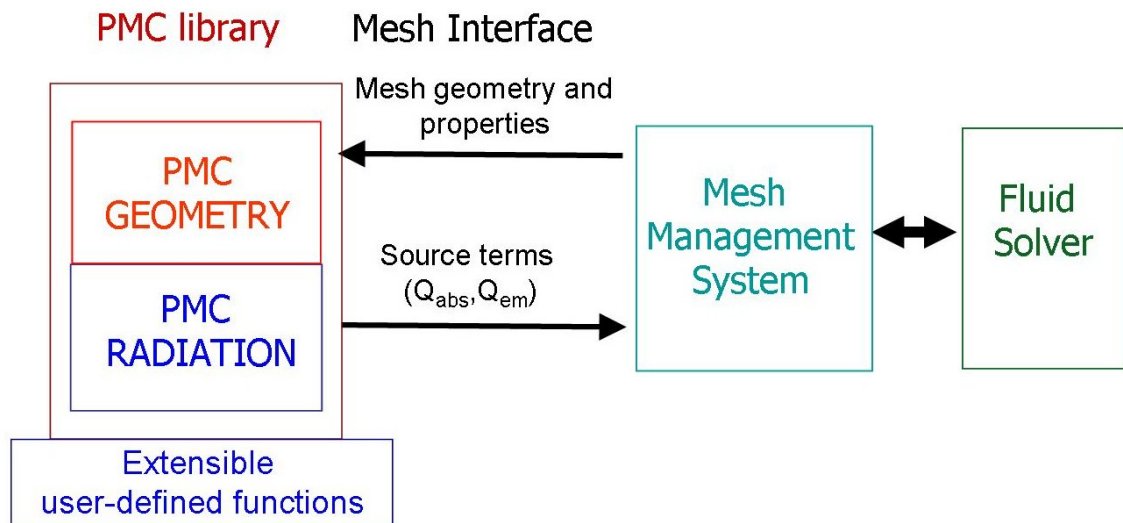 PMC library
Mesh Interface
Mesh geometry and
properties
PMC
GEOMETRY
Source terms
(Qabs,Qem)
PMC
RADIATION
Extensible
user-defined functions
Mesh
Management
System
Fluid
Solver